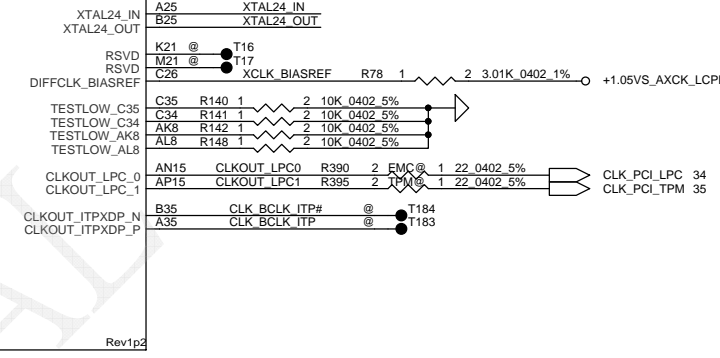 XTAL24_IN A25 XTAL24_IN
XTAL24_OUT B25 XTAL24_OUT
RSVD K21 @ T16
RSVD M21 @ T17
DIFFCLK_BIASREF C26 XCLK_BIASREF R78 1 2 3.01K_0402_1% +1.05VS_AXCK_LCPL
TESTLOW_C35 C35 R140 1 2 10K_0402_5%
TESTLOW_C34 C34 R141 1 2 10K_0402_5%
TESTLOW_AK8 AK8 R142 1 2 10K_0402_5%
TESTLOW_AL8 AL8 R148 1 2 10K_0402_5%
CLKOUT_LPC_0 AN15 CLKOUT_LPC0 R390 2 EMC@ 1 22_0402_5% CLK_PCI_LPC 34
CLKOUT_LPC_1 AP15 CLKOUT_LPC1 R395 2 TPM@ 1 22_0402_5% CLK_PCI_TPM 35
CLKOUT_ITPXDP_N B35 CLK_BCLK_ITP# @ T184
CLKOUT_ITPXDP_P A35 CLK_BCLK_ITP @ T183
Rev1p2